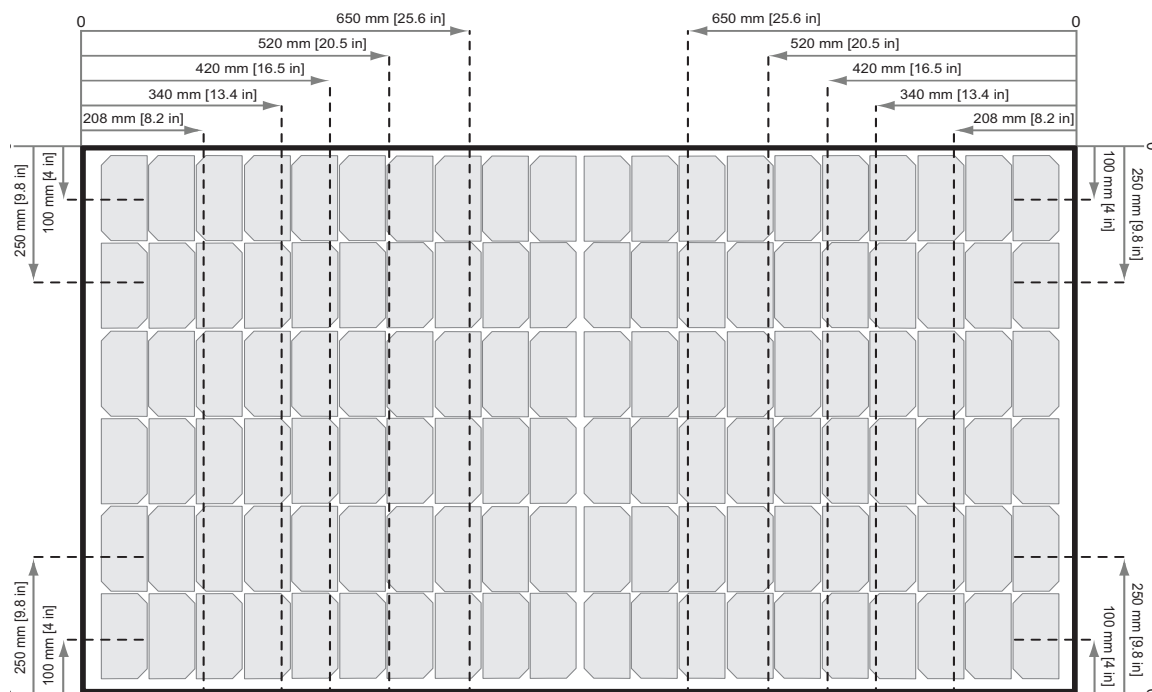 0
650 mm [25.6 in]
650 mm [25.6 in]
0
520 mm [20.5 in]
520 mm [20.5 in]
420 mm [16.5 in]
420 mm [16.5 in]
340 mm [13.4 in]
340 mm [13.4 in]
208 mm [8.2 in]
208 mm [8.2 in]
250 mm [9.8 in]
100 mm [4 in]
100 mm [4 in]
250 mm [9.8 in]
250 mm [9.8 in]
100 mm [4 in]
100 mm [4 in]
250 mm [9.8 in]